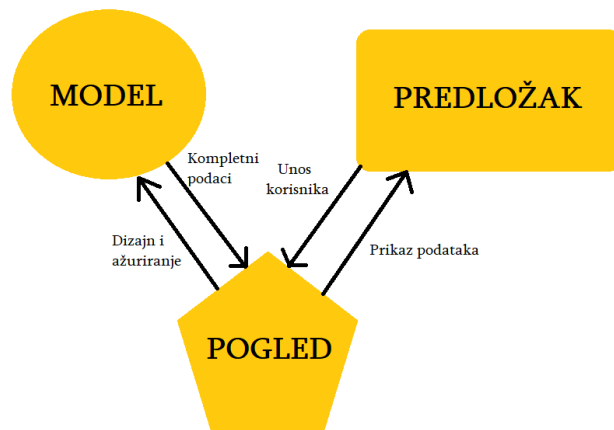 MODEL
PREDLOŽAK
Kompletni
podaci
Unos
korisnika
Dizajn i
ažuriranje
Prikaz podataka
POGLED